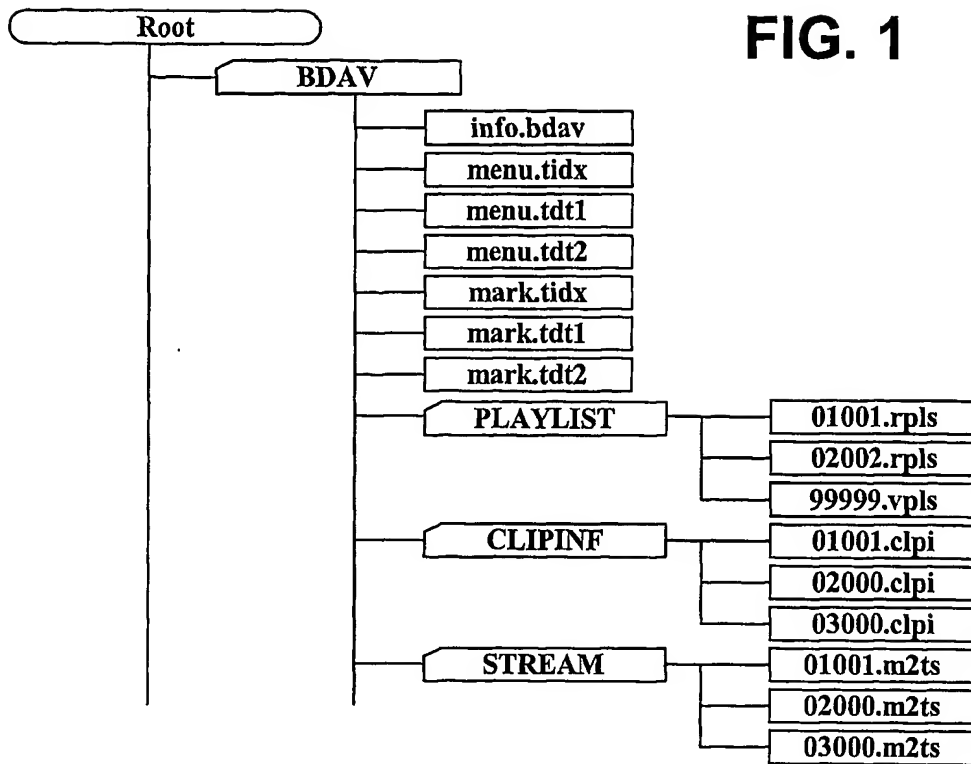 Root
FIG. 1
BDAV
info.bdav
menu.tidx
menu.tdt1
menu.tdt2
mark.tidx
mark.tdt1
mark.tdt2
PLAYLIST
01001.rpls
02002.rpls
99999.vpls
CLIPINF
01001.clpi
02000.clpi
03000.clpi
STREAM
01001.m2ts
02000.m2ts
03000.m2ts